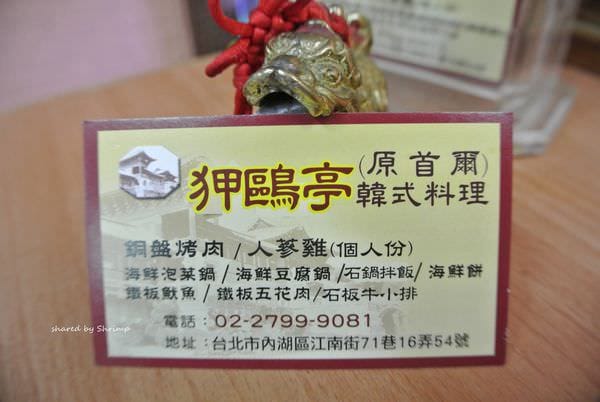 狎鷗亭(原首爾)韓式料理
銅盤烤肉/人蔘雞(個人份)
海鮮泡菜鍋/海鮮豆腐鍋/石鍋拌飯/海鮮餅
鐵板魷魚/鐵板五花肉/石板牛小排
電話:02-2799-9081
地址:台北市內湖區江南街71巷16弄54號
shared by Shrimp